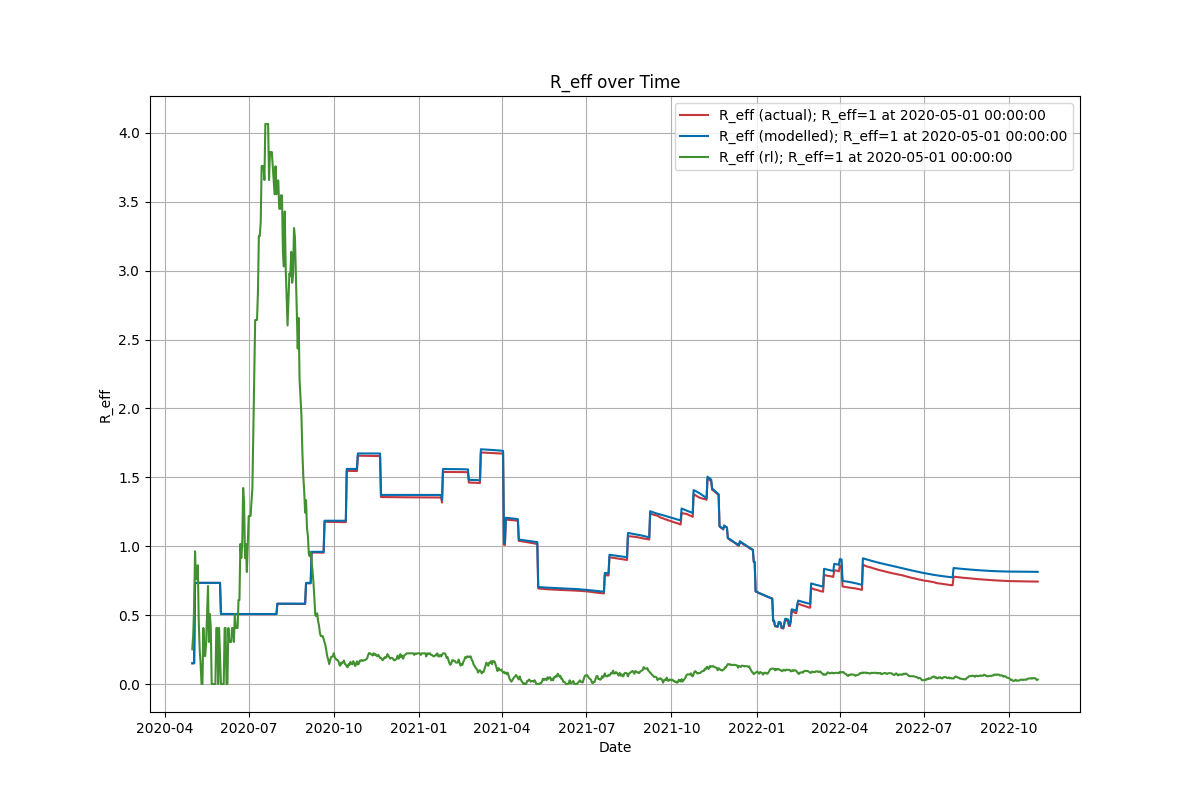 R_eff over Time
R_eff (actual); R_eff=1 at 2020-05-01 00:00:00
R_eff (modelled); R_eff=1 at 2020-05-01 00:00:00
R_eff (rl); R_eff=1 at 2020-05-01 00:00:00
R_eff
4.0
3.5
3.0
2.5
2.0
1.5
1.0
0.5
0.0
2020-04 2020-07 2020-10 2021-01 2021-04 2021-07 2021-10 2022-01 2022-04 2022-07 2022-10
Date